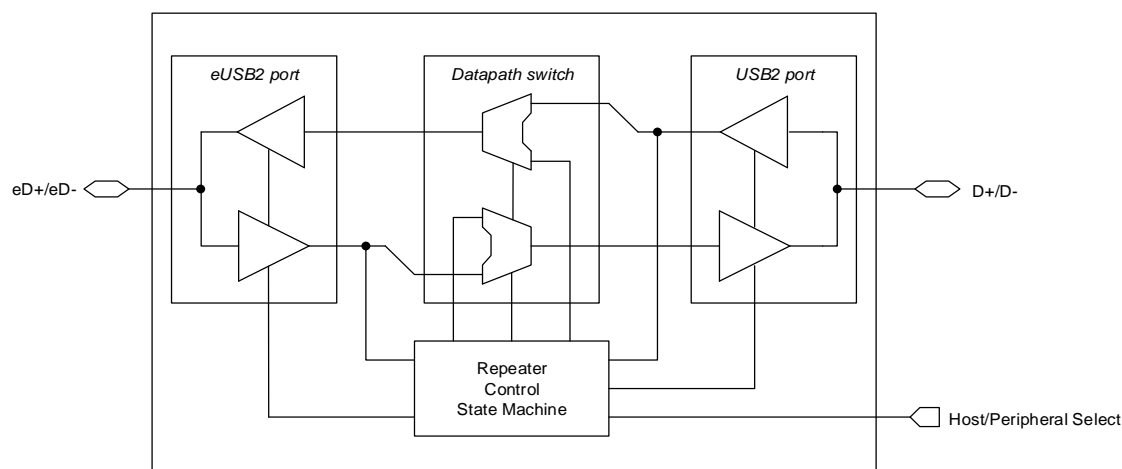 eUSB2 port
Datapath switch
USB2 port
eD+/eD-
D+/D-
Repeater
Control
State Machine
Host/Peripheral Select